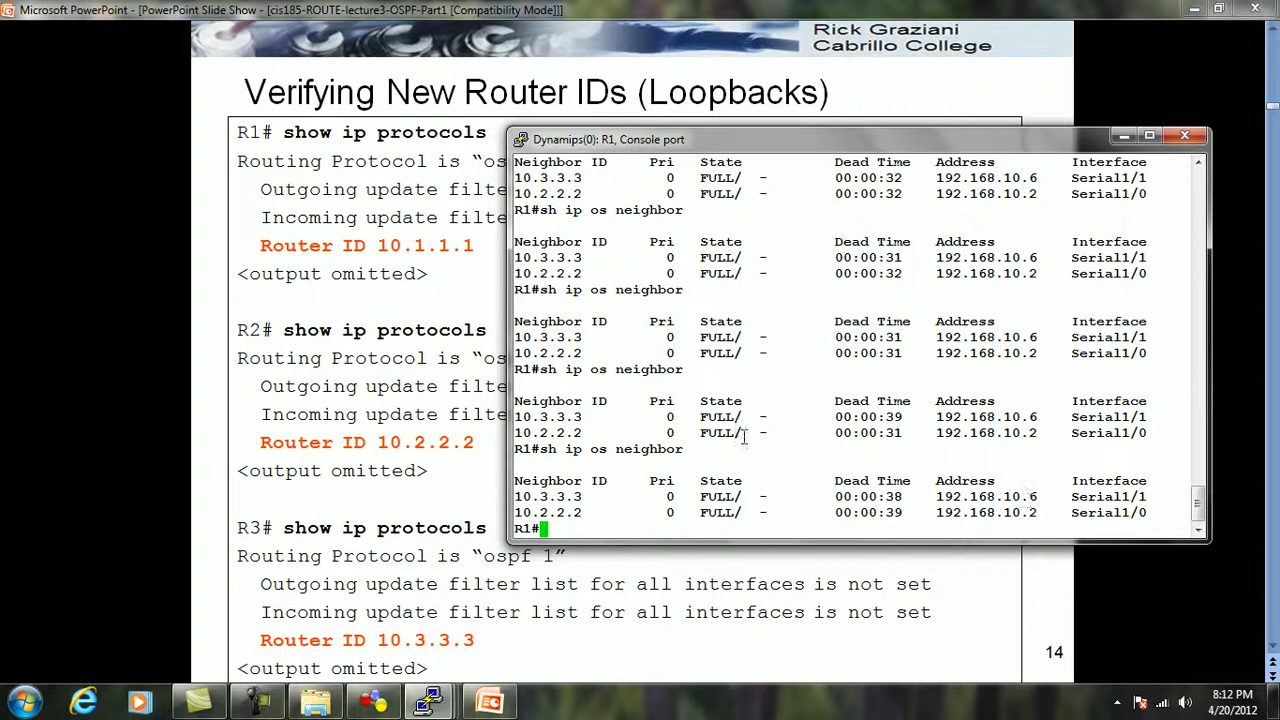 Microsoft PowerPoint - [PowerPoint Slide Show - [cis185-ROUTE-lecture3-OSPF-Part1 [Compatibility Mode]]]
Rick Graziani
Cabrillo College
Verifying New Router IDs (Loopbacks)
R1# show ip protocols
Routing Protocol is “os
Outgoing update filte
Incoming update filte
Router ID 10.1.1.1
<output omitted>
R2# show ip protocols
Routing Protocol is “os
Outgoing update filte
Incoming update filte
Router ID 10.2.2.2
<output omitted>
R3# show ip protocols
Routing Protocol is “ospf 1”
Outgoing update filter list for all interfaces is not set
Incoming update filter list for all interfaces is not set
Router ID 10.3.3.3
<output omitted>
14
Dynamips(0): R1, Console port
Neighbor ID Pri State Dead Time Address Interface
10.3.3.3 0 FULL/ - 00:00:32 192.168.10.6 Serial1/1
10.2.2.2 0 FULL/ - 00:00:32 192.168.10.2 Serial1/0
R1#sh ip os neighbor
Neighbor ID Pri State Dead Time Address Interface
10.3.3.3 0 FULL/ - 00:00:31 192.168.10.6 Serial1/1
10.2.2.2 0 FULL/ - 00:00:32 192.168.10.2 Serial1/0
R1#sh ip os neighbor
Neighbor ID Pri State Dead Time Address Interface
10.3.3.3 0 FULL/ - 00:00:31 192.168.10.6 Serial1/1
10.2.2.2 0 FULL/ - 00:00:31 192.168.10.2 Serial1/0
R1#sh ip os neighbor
Neighbor ID Pri State Dead Time Address Interface
10.3.3.3 0 FULL/ - 00:00:39 192.168.10.6 Serial1/1
10.2.2.2 0 FULL/ - 00:00:31 192.168.10.2 Serial1/0
R1#sh ip os neighbor
Neighbor ID Pri State Dead Time Address Interface
10.3.3.3 0 FULL/ - 00:00:38 192.168.10.6 Serial1/1
10.2.2.2 0 FULL/ - 00:00:39 192.168.10.2 Serial1/0
R1#
8:12 PM
4/20/2012